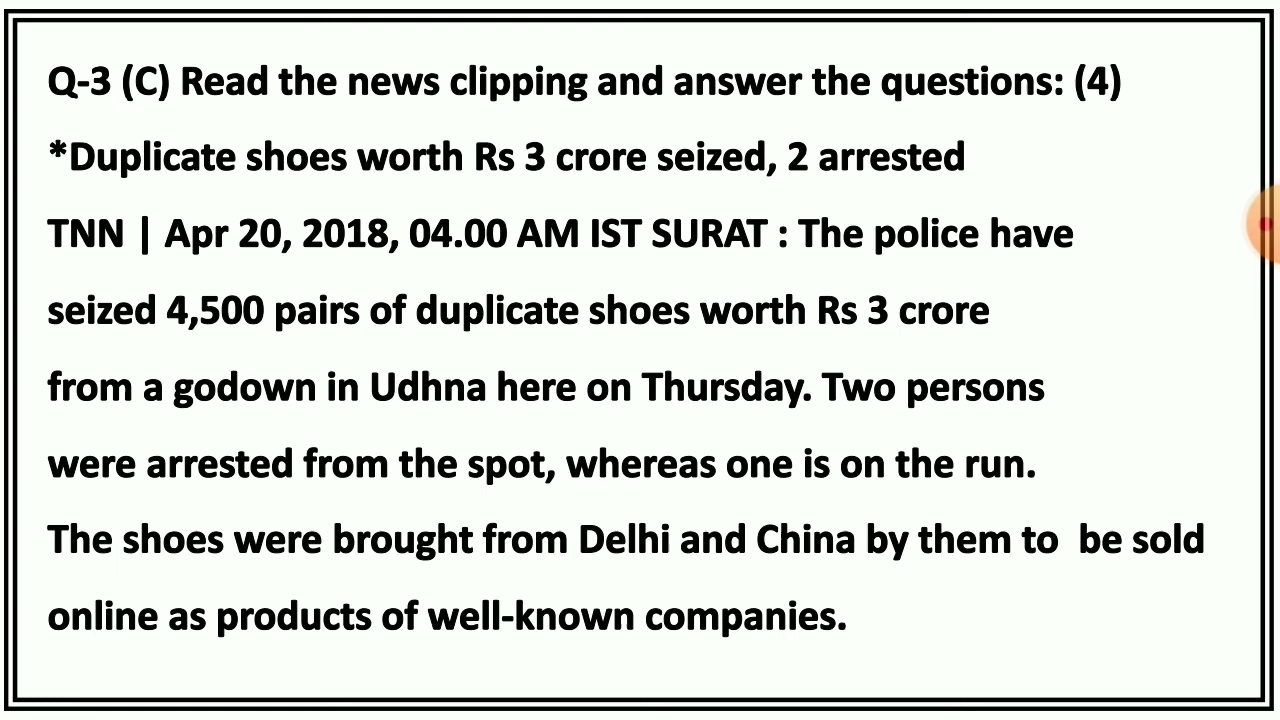 Q-3 (C) Read the news clipping and answer the questions: (4)
*Duplicate shoes worth Rs 3 crore seized, 2 arrested
TNN | Apr 20, 2018, 04.00 AM IST SURAT : The police have
seized 4,500 pairs of duplicate shoes worth Rs 3 crore
from a godown in Udhna here on Thursday. Two persons
were arrested from the spot, whereas one is on the run.
The shoes were brought from Delhi and China by them to  be sold
online as products of well-known companies.